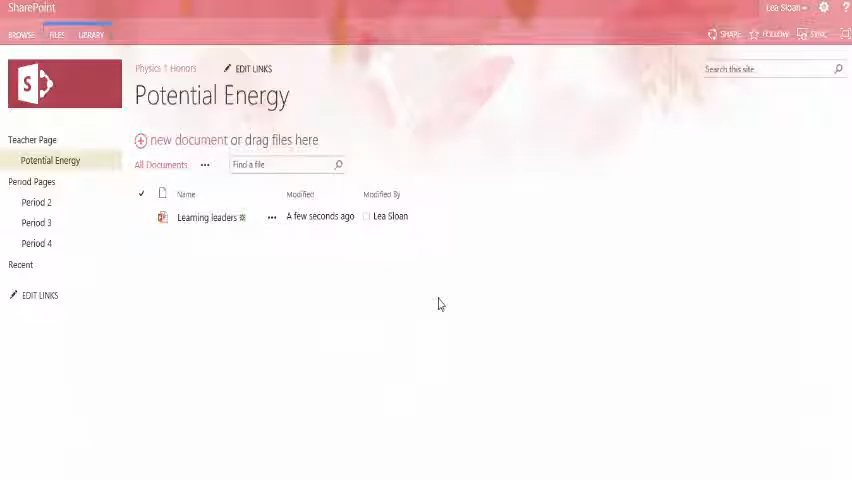 SharePoint
Lea Sloan
?
BROWSE FILES LIBRARY
SHARE FOLLOW SYNC
S
Physics 1 Honors EDIT LINKS
Search this site
Potential Energy
Teacher Page
Potential Energy
Period Pages
Period 2
Period 3
Period 4
Recent
EDIT LINKS
new document or drag files here
All Documents ... Find a file
Name Modified Modified By
Learning leaders ... A few seconds ago Lea Sloan